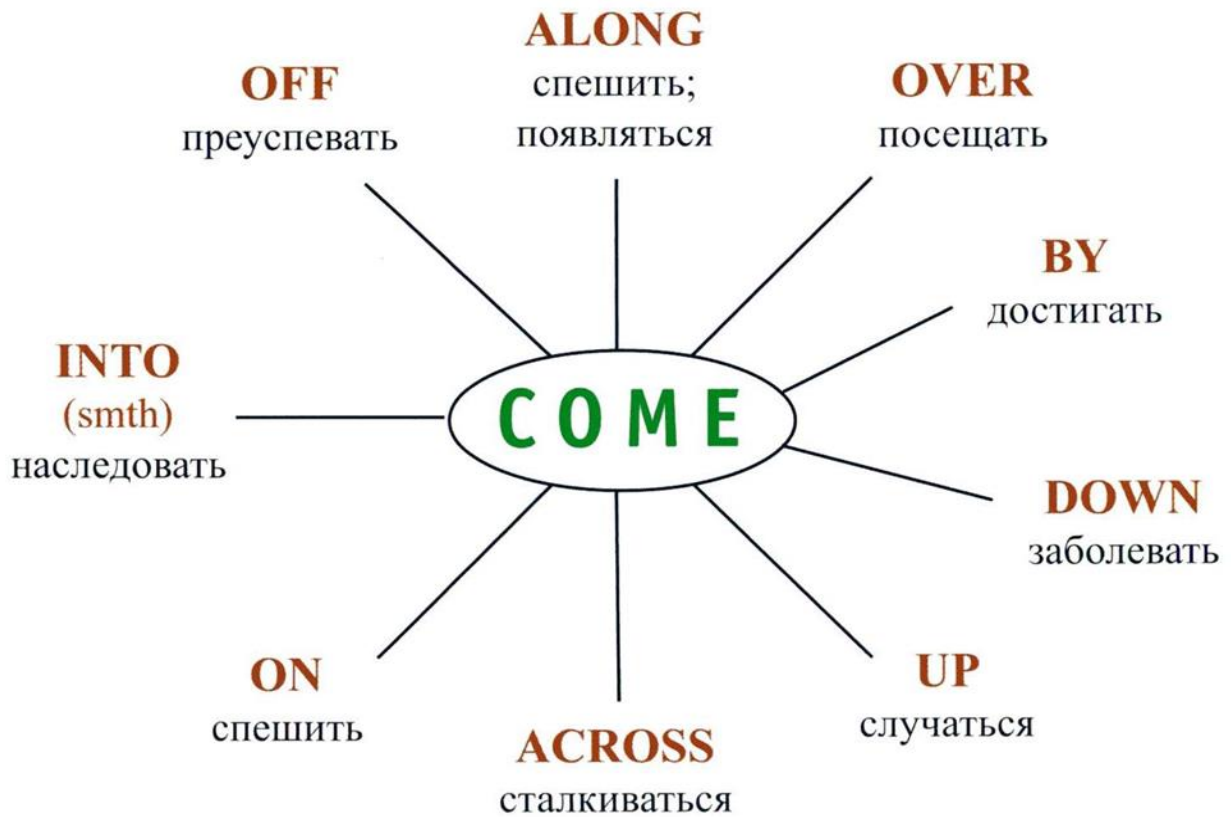 ALONG
спешить;
появляться
OFF
преуспевать
OVER
посещать
BY
достигать
INTO
(smth)
наследовать
COME
DOWN
заболевать
ON
спешить
UP
случаться
ACROSS
сталкиваться